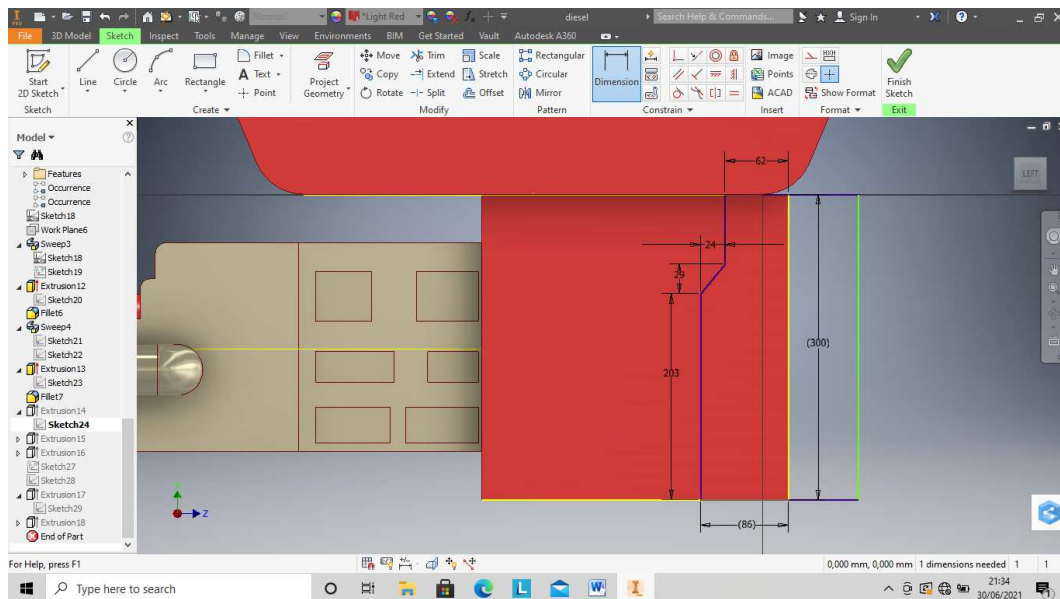 I PRO Material *Light Red fx diesel Search Help & Commands... Sign In
File 3D Model Sketch Inspect Tools Manage View Environments BIM Get Started Vault Autodesk A360
Start 2D Sketch Line Circle Arc Rectangle Fillet Text Point Project Geometry Move Copy Rotate Trim Extend Split Scale Stretch Offset Rectangular Circular Mirror Dimension Image Points ACAD Show Format Finish Sketch
Sketch Create Modify Pattern Constrain Insert Format Exit
Model
Features
Occurrence
Occurrence
Sketch18
Work Plane6
Sweep3
Sketch18
Sketch19
Extrusion12
Sketch20
Fillet6
Sweep4
Sketch21
Sketch22
Extrusion13
Sketch23
Fillet7
Extrusion14
Sketch24
Extrusion15
Extrusion16
Sketch27
Sketch28
Extrusion17
Sketch29
Extrusion18
End of Part
62
LEFT
24
29
(300)
203
(86)
Z
For Help, press F1 0,000 mm, 0,000 mm 1 dimensions needed 1 1
Type here to search L W I 21:34
30/06/2021